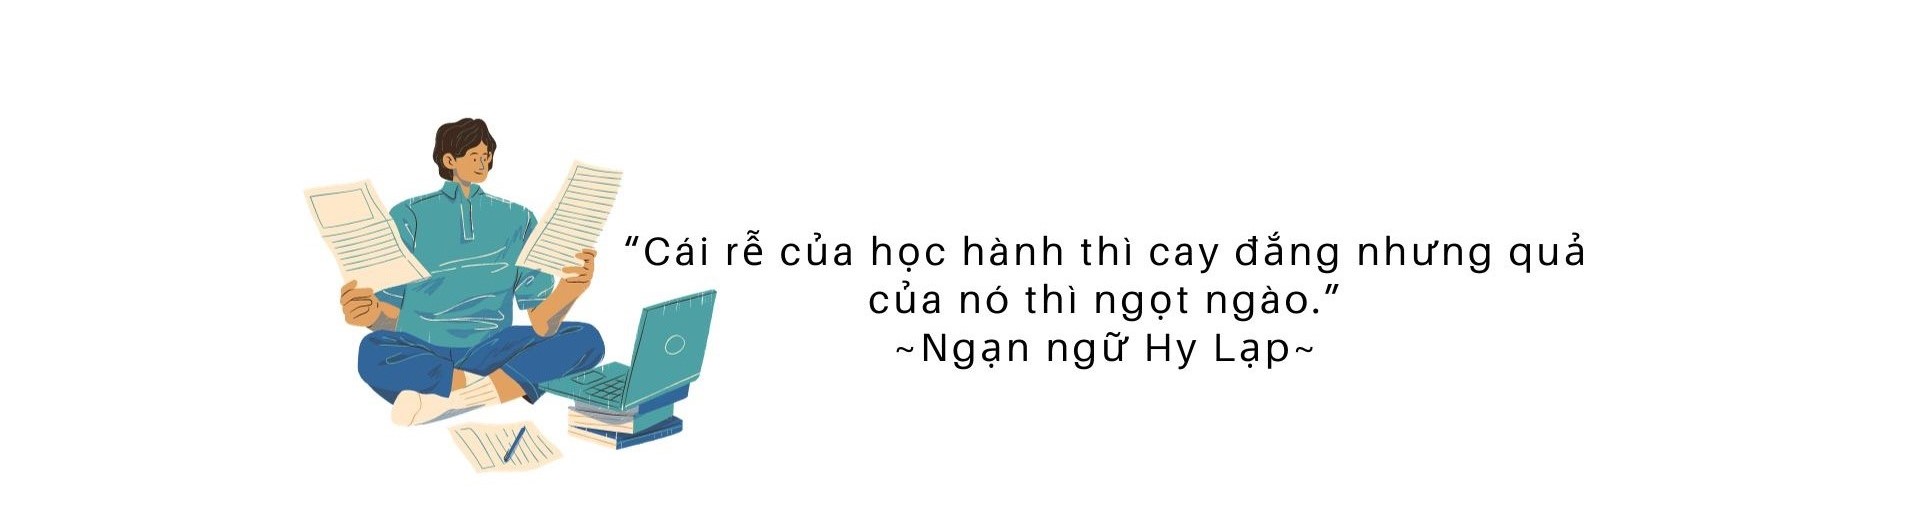 “Cái rễ của học hành thì cay đắng nhưng quả
của nó thì ngọt ngào.”
~Ngạn ngữ Hy Lạp~